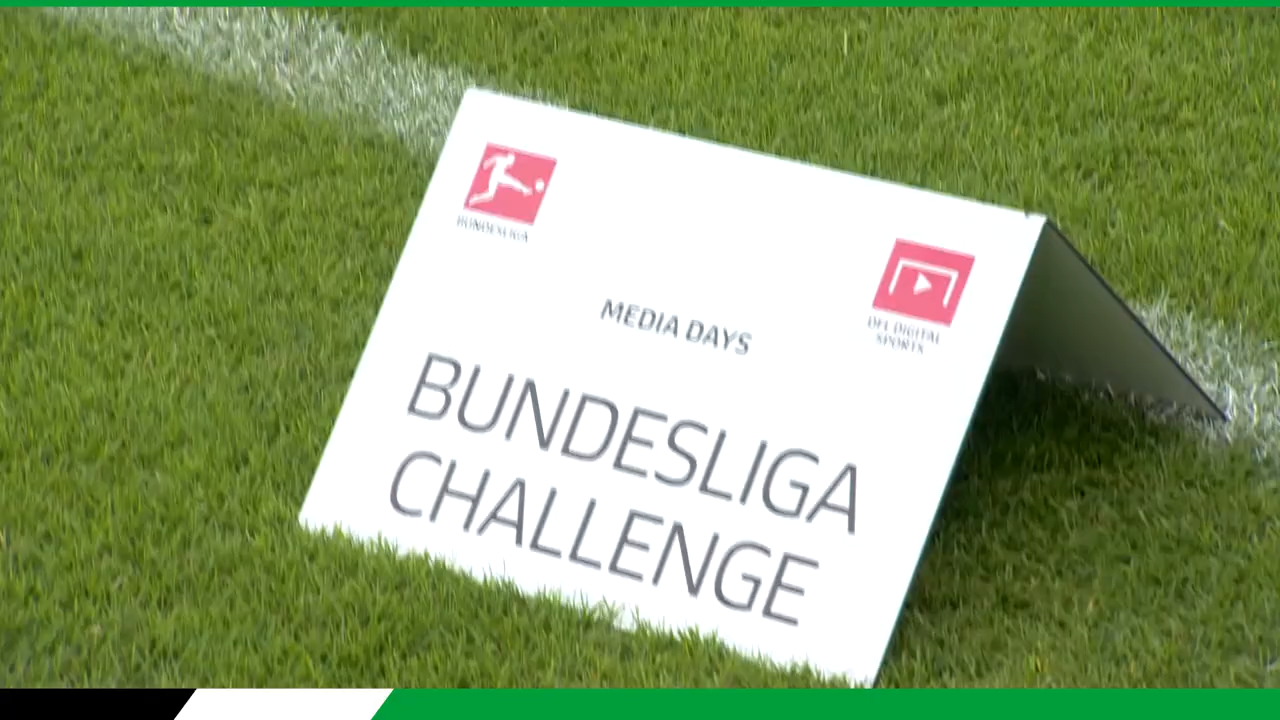 BUNDESLIGA
DFL DIGITAL
SPORTS
MEDIA DAYS
BUNDESLIGA
CHALLENGE